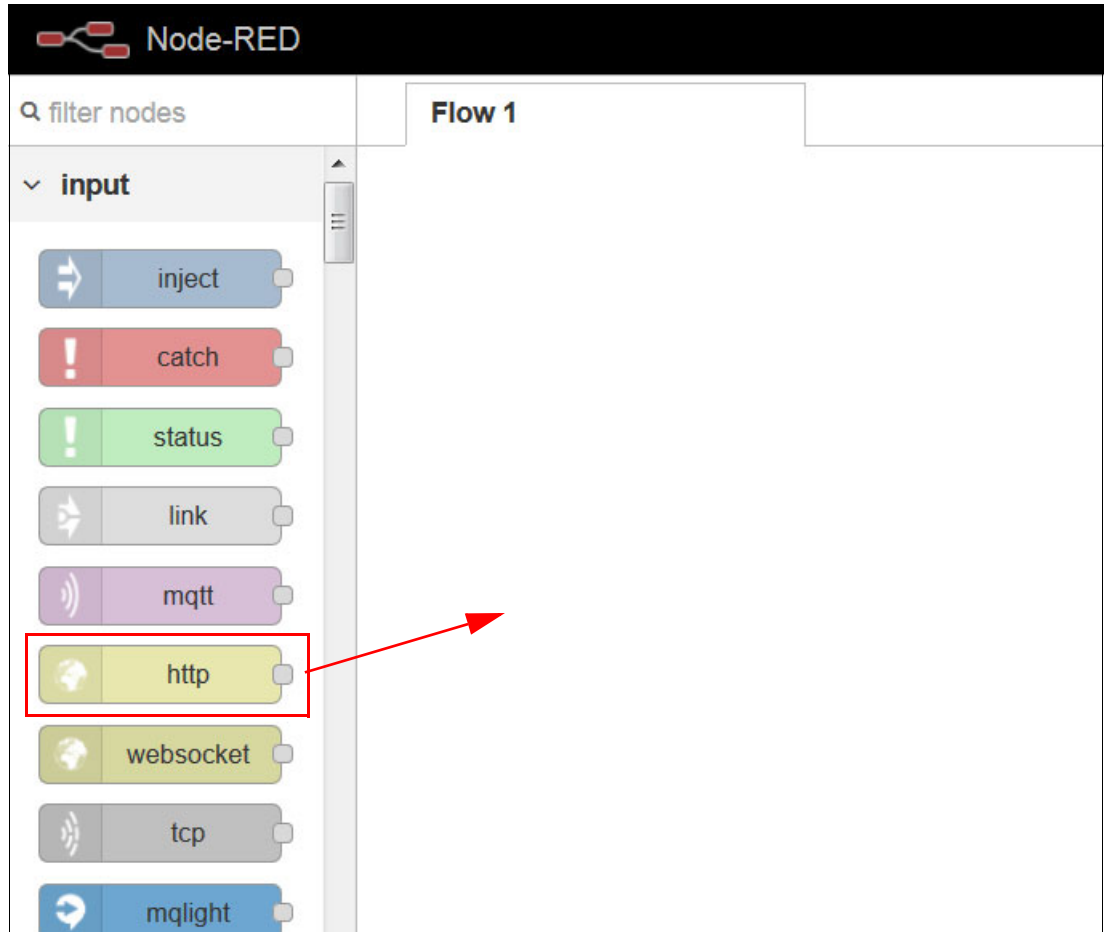 Node-RED
filter nodes
Flow 1
input
inject
catch
status
link
mqtt
http
websocket
tcp
mqlight